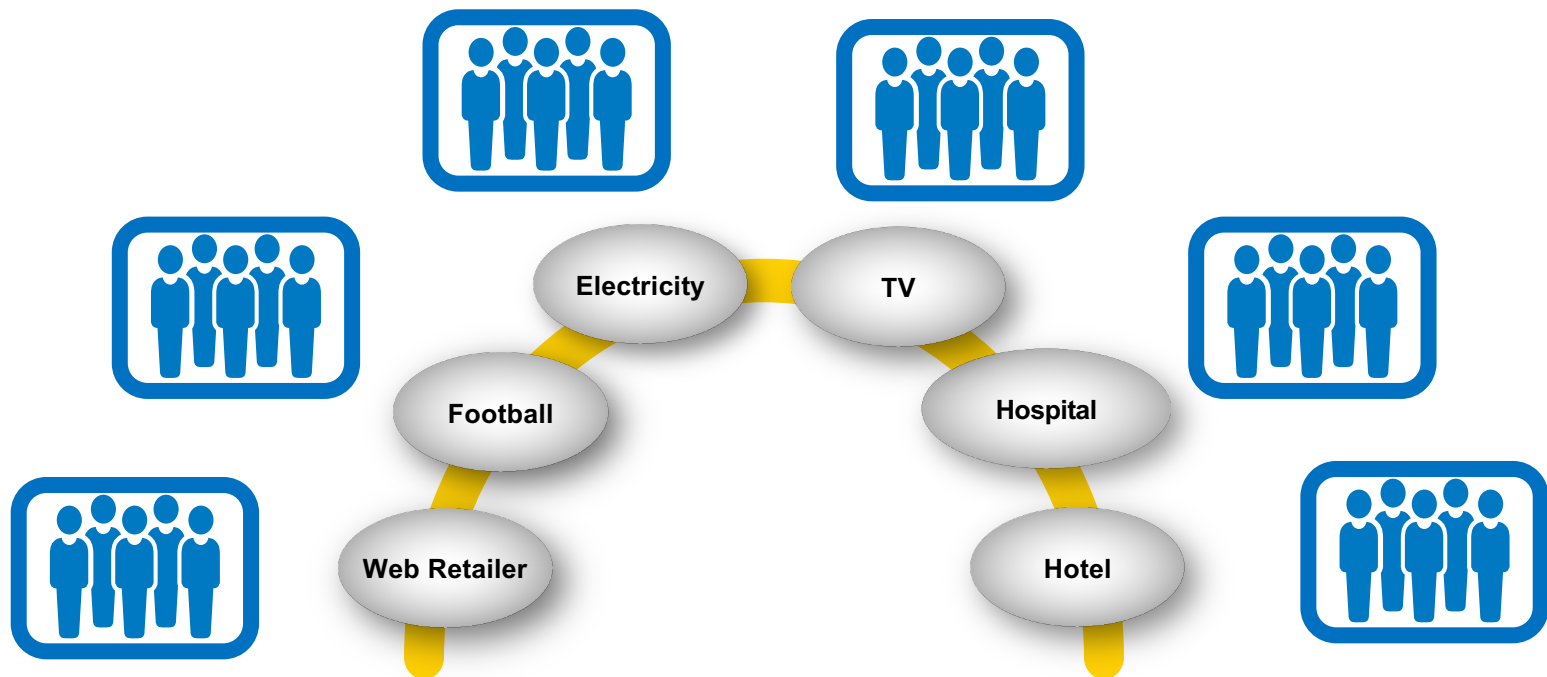 Electricity
TV
Football
Hospital
Web Retailer
Hotel